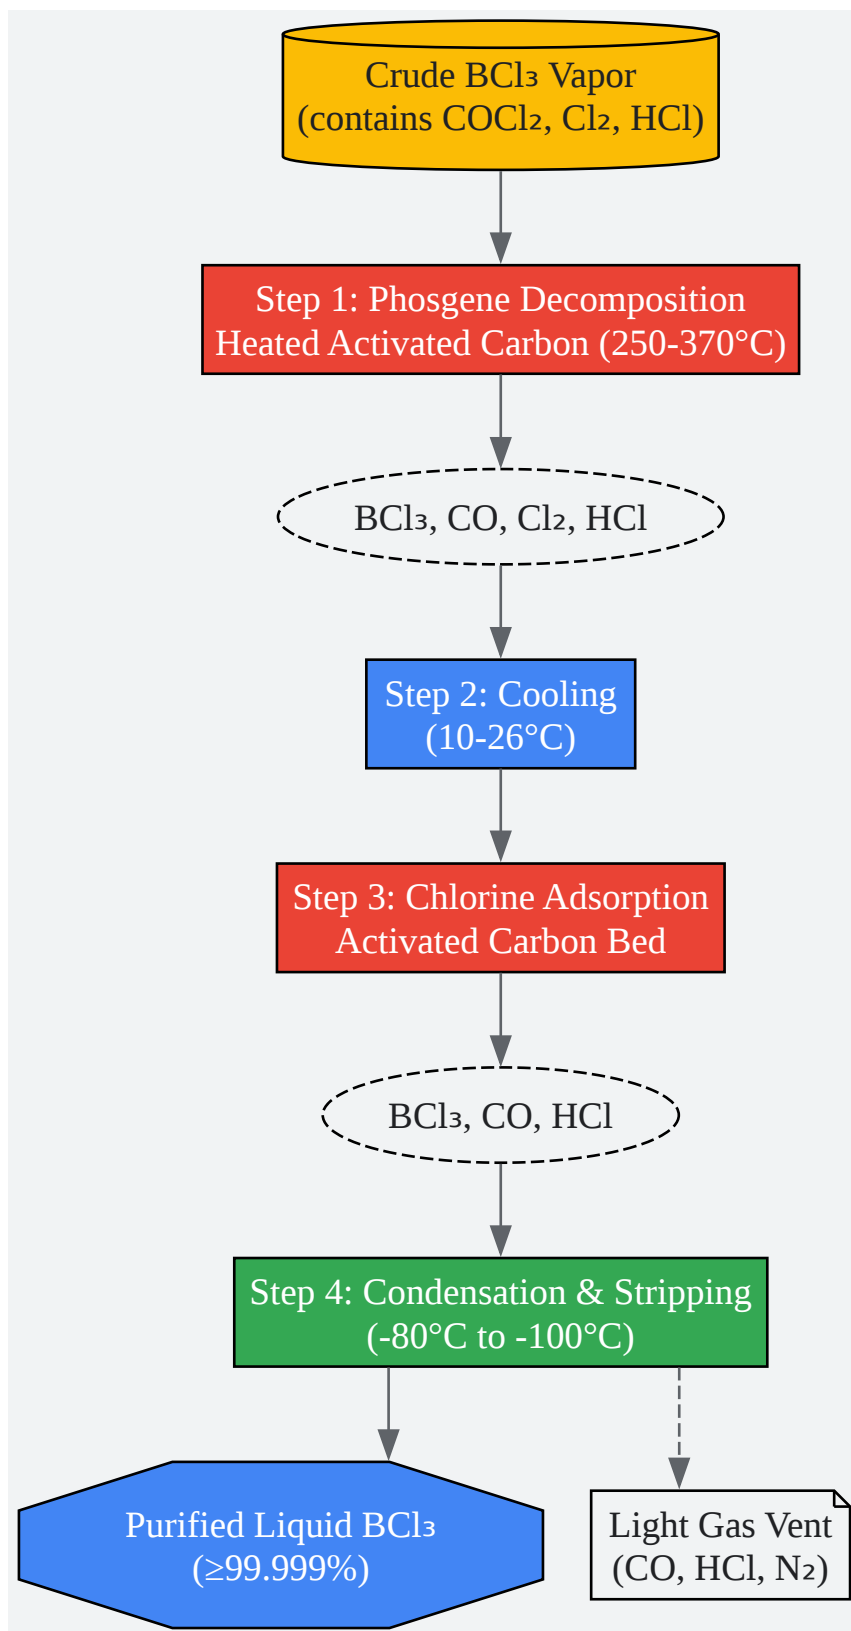 Crude BCl₃ Vapor
(contains COCl₂, Cl₂, HCl)
Step 1: Phosgene Decomposition
Heated Activated Carbon (250-370°C)
BCl₃, CO, Cl₂, HCl
Step 2: Cooling
(10-26°C)
Step 3: Chlorine Adsorption
Activated Carbon Bed
BCl₃, CO, HCl
Step 4: Condensation & Stripping
(-80°C to -100°C)
Purified Liquid BCl₃
(≥99.999%)
Light Gas Vent
(CO, HCl, N₂)